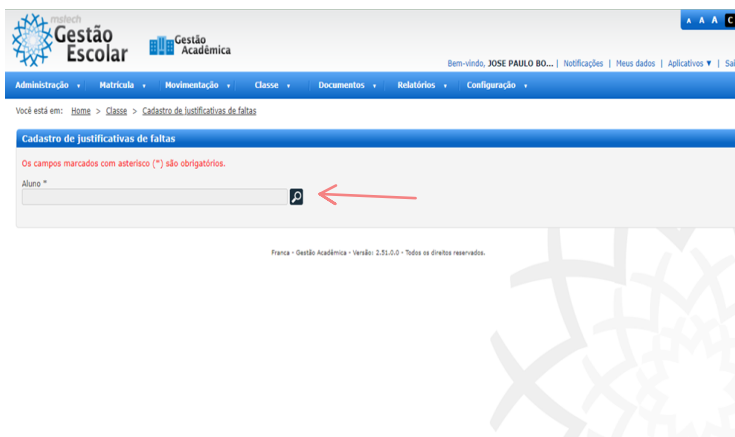 mstech
Gestão
Escolar
Gestão
Acadêmica
A A A C
Bem-vindo, JOSE PAULO BO... | Notificações | Meus dados | Aplicativos ▼ | Sai
Administração Matrícula Movimentação Classe Documentos Relatórios Configuração
Você está em: Home > Classe > Cadastro de justificativas de faltas
Cadastro de justificativas de faltas
Os campos marcados com asterisco (*) são obrigatórios.
Aluno *
Franca - Gestão Acadêmica - Versão: 2.51.0.0 - Todos os direitos reservados.